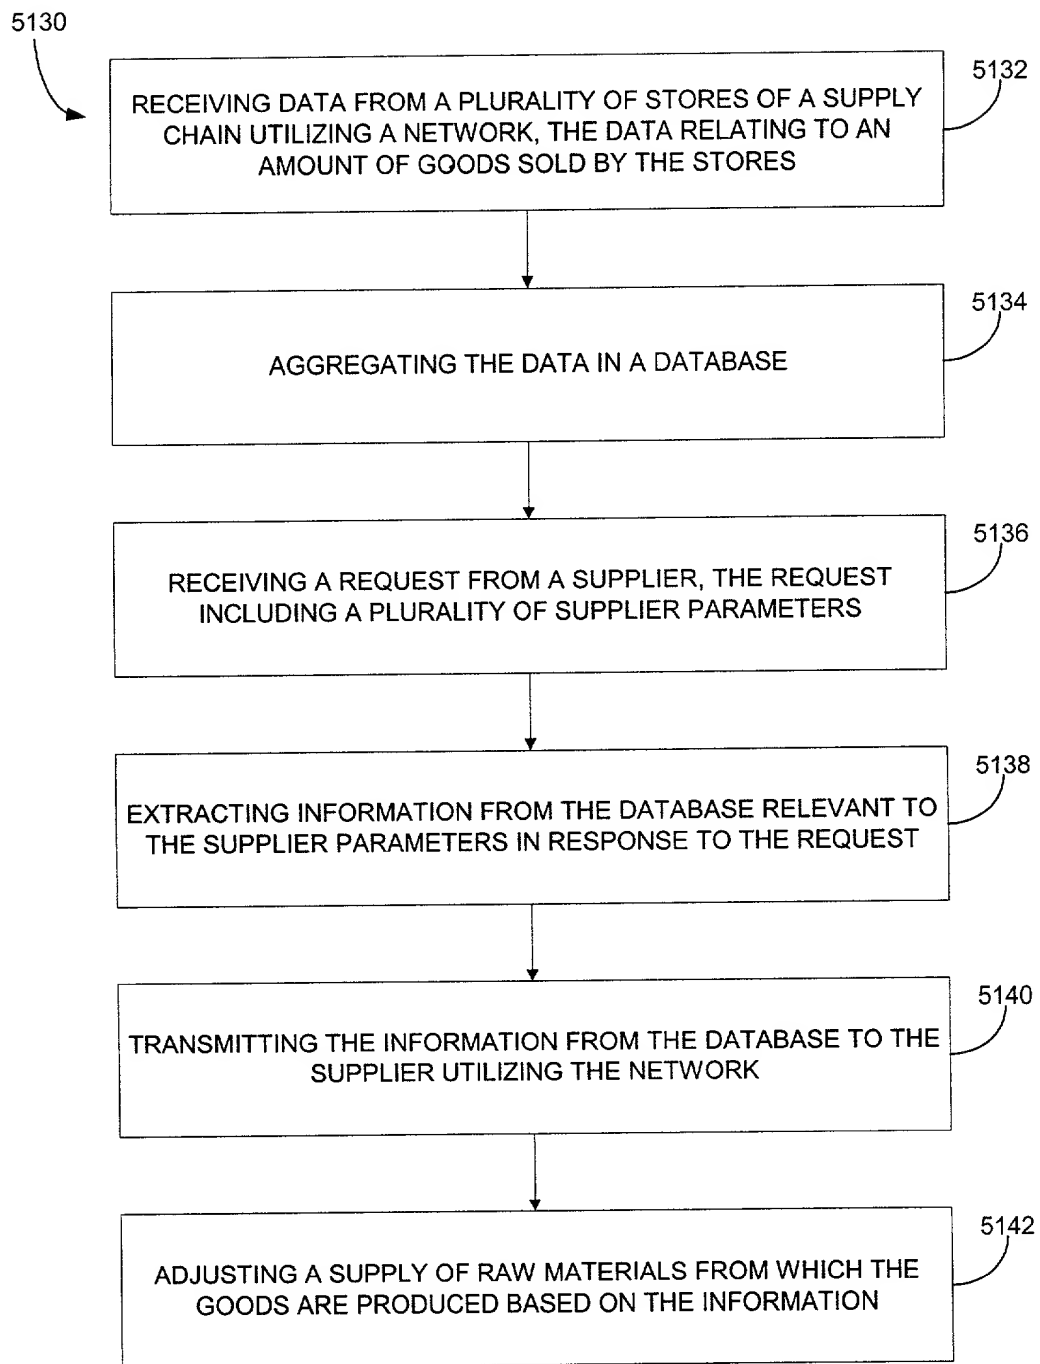 5130
5132
RECEIVING DATA FROM A PLURALITY OF STORES OF A SUPPLY
CHAIN UTILIZING A NETWORK, THE DATA RELATING TO AN
AMOUNT OF GOODS SOLD BY THE STORES
5134
AGGREGATING THE DATA IN A DATABASE
5136
RECEIVING A REQUEST FROM A SUPPLIER, THE REQUEST
INCLUDING A PLURALITY OF SUPPLIER PARAMETERS
5138
EXTRACTING INFORMATION FROM THE DATABASE RELEVANT TO
THE SUPPLIER PARAMETERS IN RESPONSE TO THE REQUEST
5140
TRANSMITTING THE INFORMATION FROM THE DATABASE TO THE
SUPPLIER UTILIZING THE NETWORK
5142
ADJUSTING A SUPPLY OF RAW MATERIALS FROM WHICH THE
GOODS ARE PRODUCED BASED ON THE INFORMATION